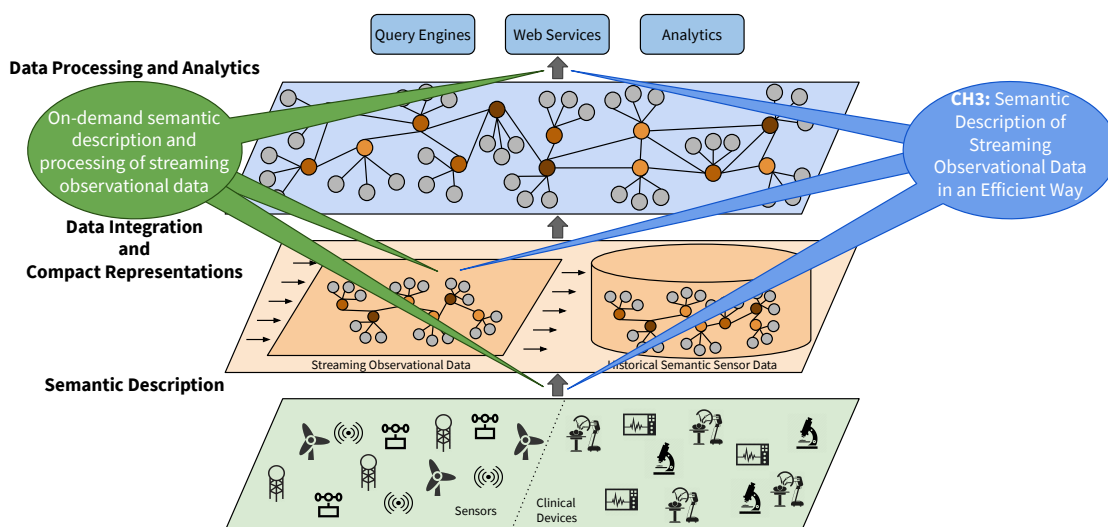 Query Engines
Web Services
Analytics
Data Processing and Analytics
On-demand semantic
description and
processing of streaming
observational data
CH3: Semantic
Description of
Streaming
Observational Data
in an Efficient Way
Data Integration
and
Compact Representations
Streaming Observational Data
Historical Semantic Sensor Data
Semantic Description
Sensors
Clinical
Devices